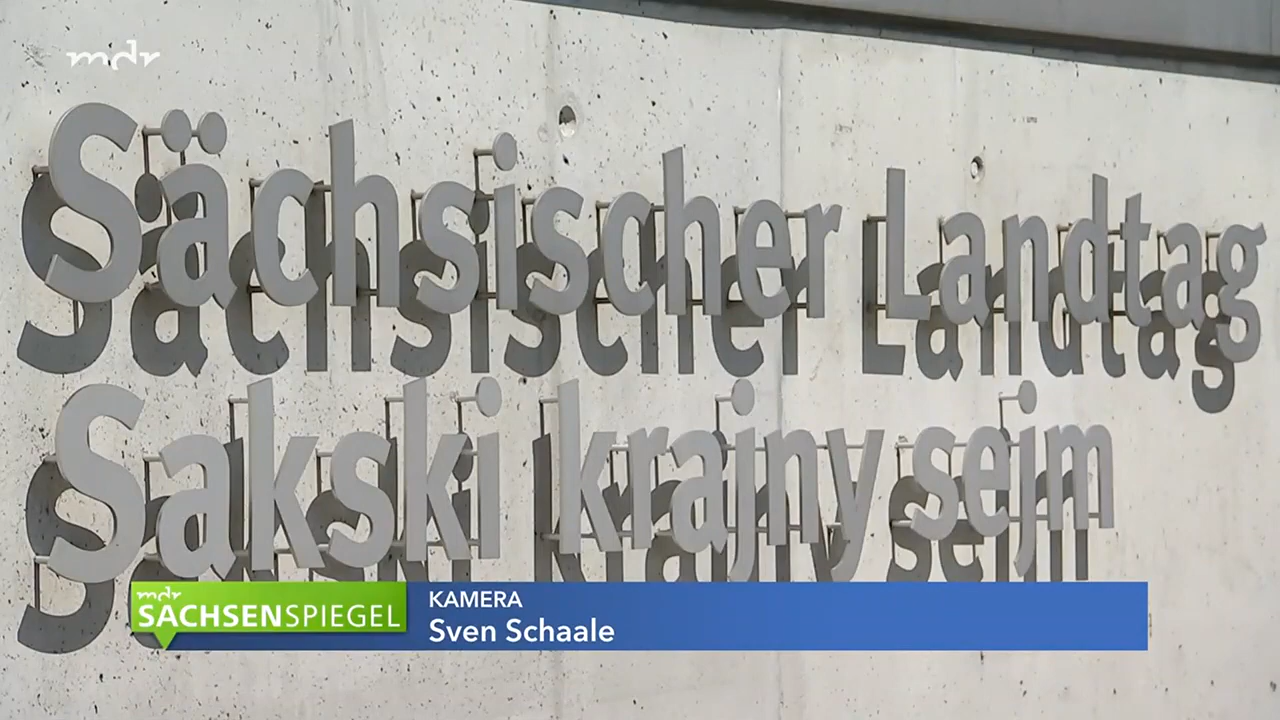 mdr
Sächsischer Landtag
Sakski krajny sejm
mdr
SACHSENSPIEGEL
KAMERA
Sven Schaale